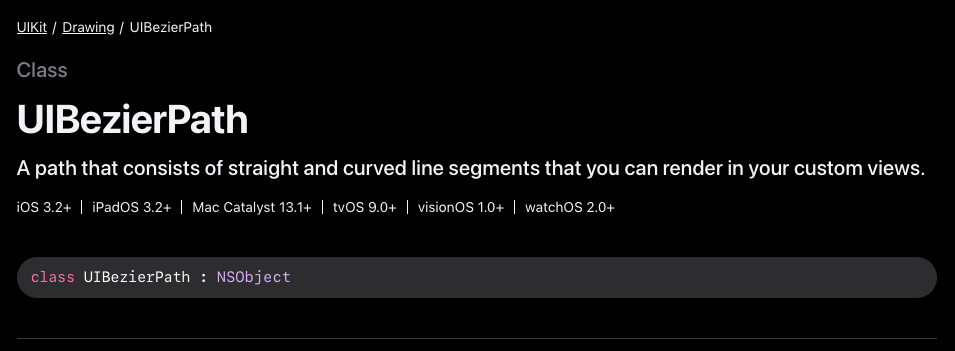 UIKit / Drawing / UIBezierPath
Class
UIBezierPath
A path that consists of straight and curved line segments that you can render in your custom views.
iOS 3.2+ | iPadOS 3.2+ | Mac Catalyst 13.1+ | tvOS 9.0+ | visionOS 1.0+ | watchOS 2.0+
class UIBezierPath : NSObject